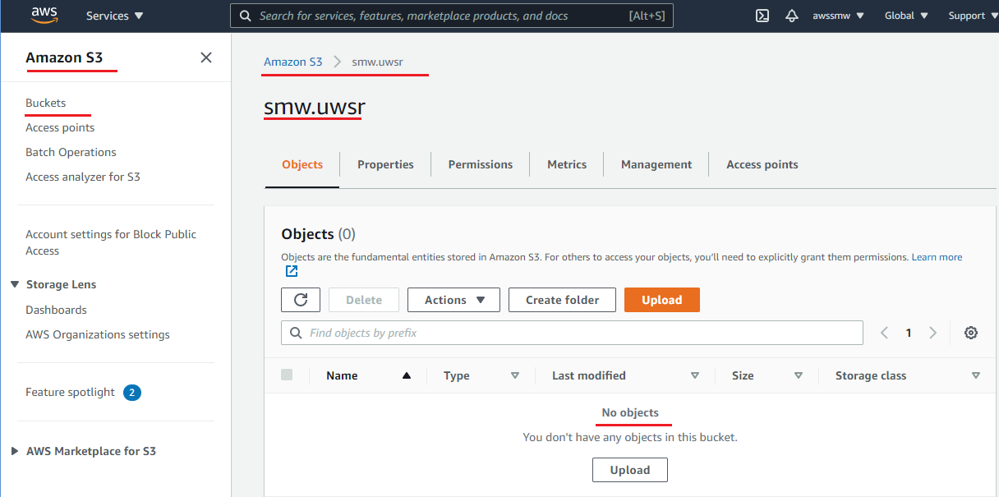 aws Services Search for services, features, marketplace products, and docs [Alt+S] awssmw Global Support
Amazon S3
Buckets
Access points
Batch Operations
Access analyzer for S3
Account settings for Block Public
Access
Storage Lens
Dashboards
AWS Organizations settings
Feature spotlight 2
AWS Marketplace for S3
Amazon S3 smw.uwsr
smw.uwsr
Objects Properties Permissions Metrics Management Access points
Objects (0)
Objects are the fundamental entities stored in Amazon S3. For others to access your objects, you'll need to explicitly grant them permissions. Learn more
Delete Actions Create folder Upload
Find objects by prefix 1
Name Type Last modified Size Storage class
No objects
You don't have any objects in this bucket.
Upload